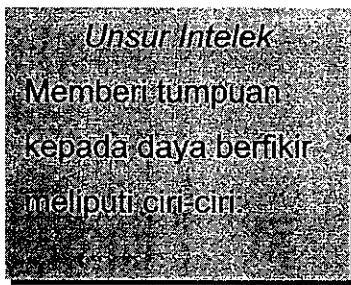 Unsur Intelek
Memberi tumpuan
kepada daya berfikir
meliputi ciri-ciri.